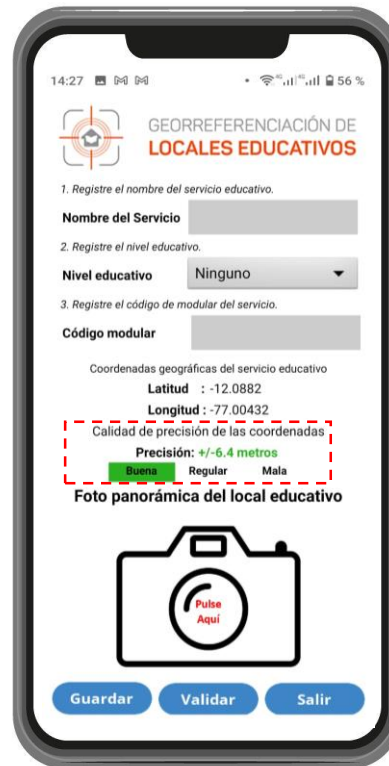 14:27 56 %
GEORREFERENCIACIÓN DE
LOCALES EDUCATIVOS
1. Registre el nombre del servicio educativo.
Nombre del Servicio
2. Registre el nivel educativo.
Nivel educativo Ninguno
3. Registre el código de modular del servicio.
Código modular
Coordenadas geográficas del servicio educativo
Latitud : -12.0882
Longitud : -77.00432
Calidad de precisión de las coordenadas
Precisión: +/-6.4 metros
Buena Regular Mala
Foto panorámica del local educativo
Pulse
Aquí
Guardar Validar Salir